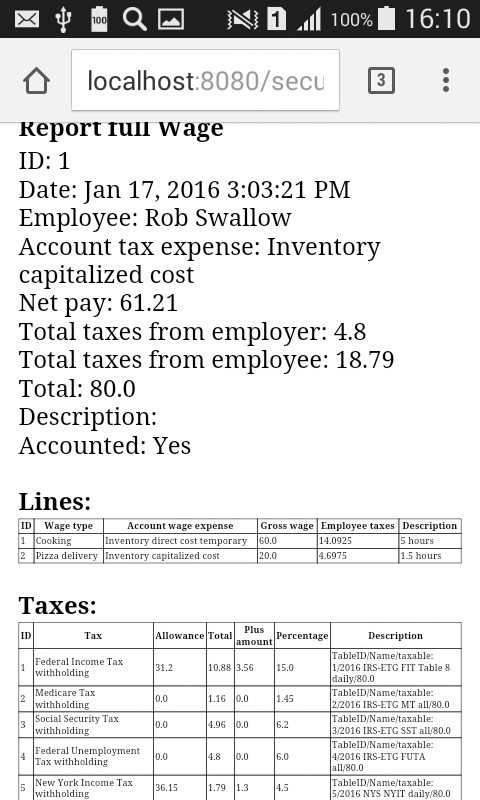 100
1
100%
16:10
localhost:8080/secu
3
Report full Wage
ID: 1
Date: Jan 17, 2016 3:03:21 PM
Employee: Rob Swallow
Account tax expense: Inventory
capitalized cost
Net pay: 61.21
Total taxes from employer: 4.8
Total taxes from employee: 18.79
Total: 80.0
Description:
Accounted: Yes
Lines:
ID Wage type Account wage expense Gross wage Employee taxes Description
1 Cooking Inventory direct cost temporary 60.0 14.0925 5 hours
2 Pizza delivery Inventory capitalized cost 20.0 4.6975 1.5 hours
Taxes:
ID Tax Allowance Total Plus amount Percentage Description
1 Federal Income Tax withholding 31.2 10.88 3.56 15.0 TableID/Name/taxable: 1/2016 IRS-ETG FIT Table 8 daily/80.0
2 Medicare Tax withholding 0.0 1.16 0.0 1.45 TableID/Name/taxable: 2/2016 IRS-ETG MT all/80.0
3 Social Security Tax withholding 0.0 4.96 0.0 6.2 TableID/Name/taxable: 3/2016 IRS-ETG SST all/80.0
4 Federal Unemployment Tax withholding 0.0 4.8 0.0 6.0 TableID/Name/taxable: 4/2016 IRS-ETG FUTA all/80.0
5 New York Income Tax withholding 36.15 1.79 1.3 4.5 TableID/Name/taxable: 5/2016 NYS NYIT daily/80.0